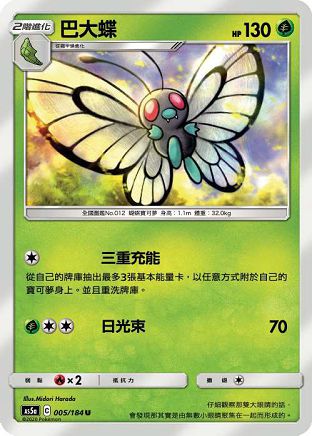 2階進化
巴大蝶
HP130
從鐵甲蛹進化
全國圖鑑No.012 蝴蝶寶可夢 身高：1.1m 體重：32.0kg
三重充能
從自己的牌庫抽出最多3張基本能量卡，以任意方式附於自己的
寶可夢身上。並且重洗牌庫。
日光束 70
弱點 ×2 抵抗力 撤退
Illus.Midori Harada
C 005/184 U
©2020 Pokémon
仔細觀察那雙大眼睛的話，
會發現那其實是由無數小眼睛聚集在一起而形成的。